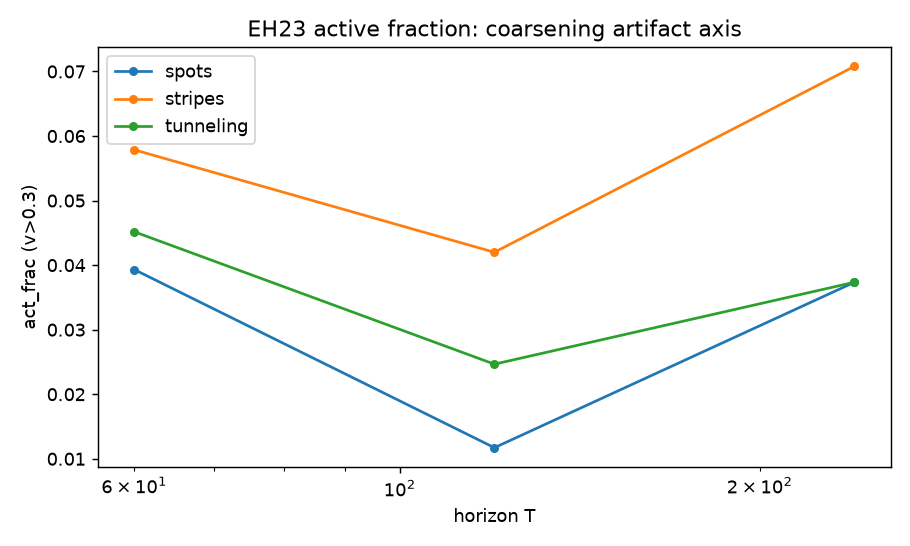 EH23 active fraction: coarsening artifact axis
spots
stripes
tunneling
0.07
0.06
0.05
0.04
0.03
0.02
0.01
act_frac (v>0.3)
6 × 10¹
10²
2 × 10²
horizon T